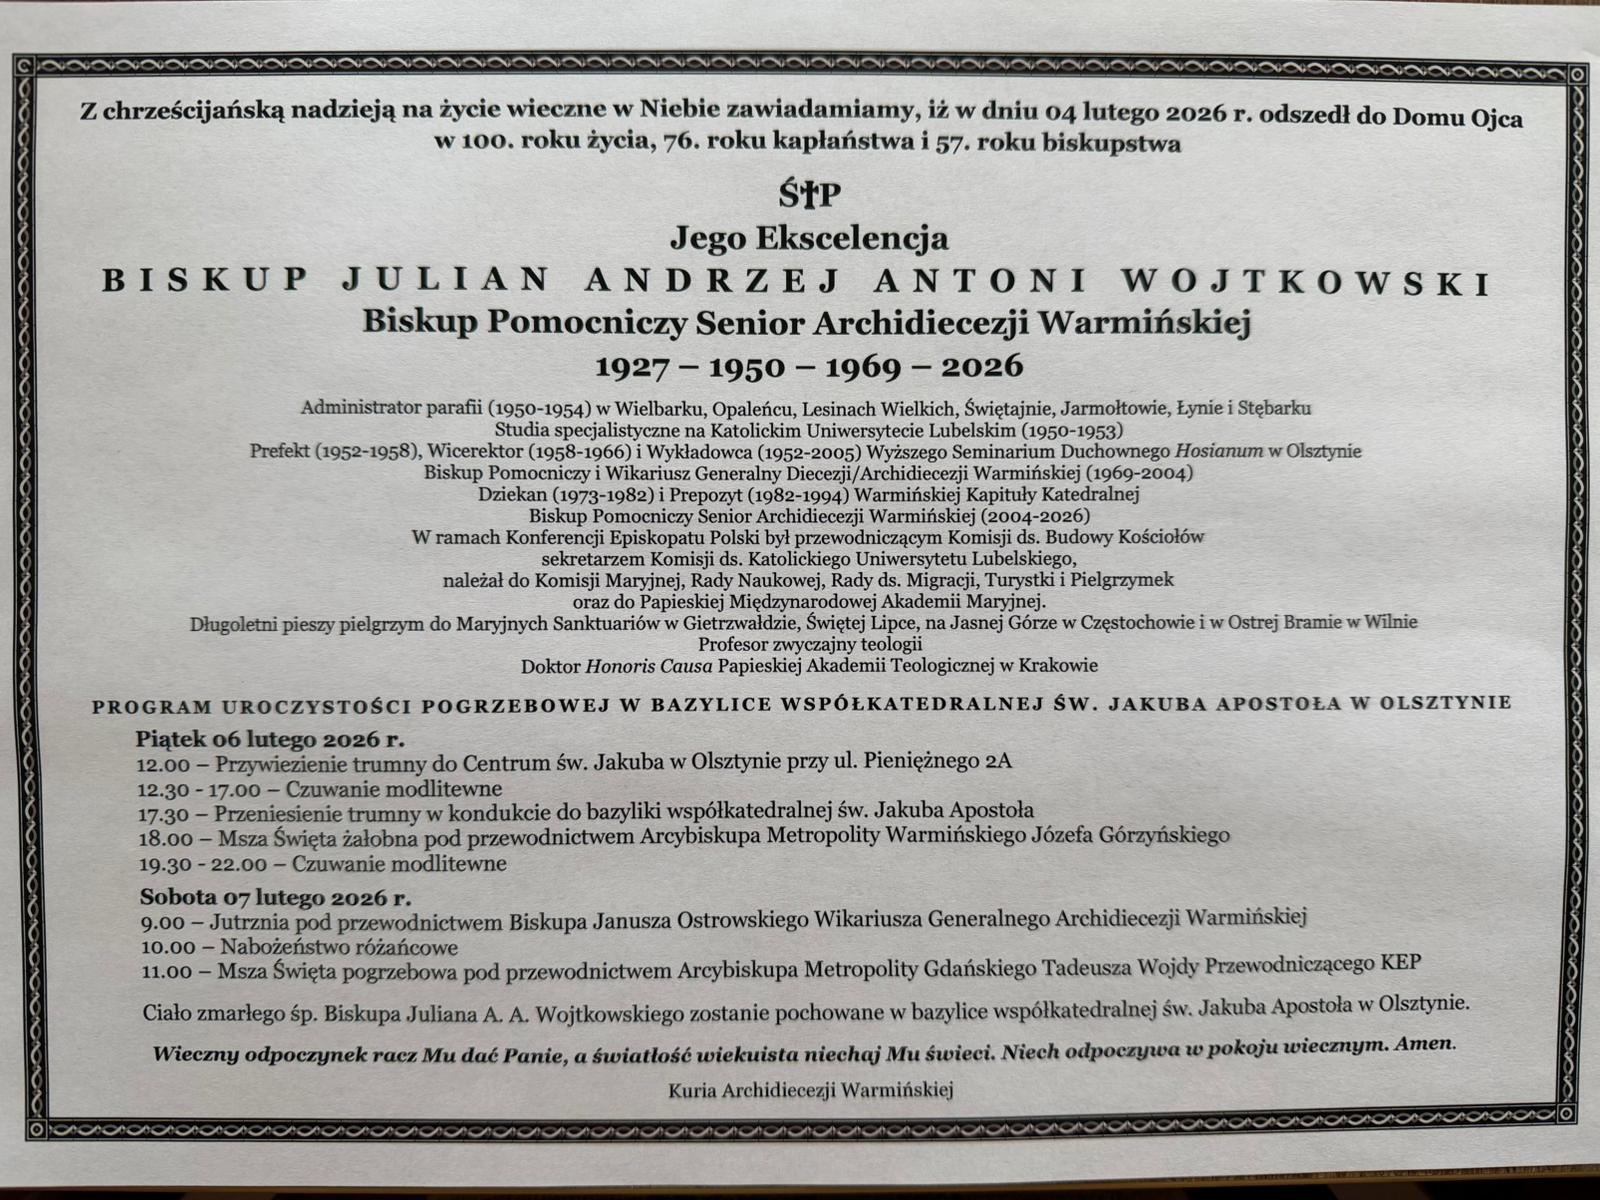 Z chrześcijańską nadzieją na życie wieczne w Niebie zawiadamiamy, iż w dniu 04 lutego 2026 r. odszedł do Domu Ojca
w 100. roku życia, 76. roku kapłaństwa i 57. roku biskupstwa
Ś†P
Jego Ekscelencja
BISKUP JULIAN ANDRZEJ ANTONI WOJTKOWSKI
Biskup Pomocniczy Senior Archidiecezji Warmińskiej
1927 – 1950 – 1969 – 2026
Administrator parafii (1950-1954) w Wielbarku, Opaleńcu, Lesinach Wielkich, Świętajnie, Jarmołtowie, Łynie i Stębarku
Studia specjalistyczne na Katolickim Uniwersytecie Lubelskim (1950-1953)
Prefekt (1952-1958), Wicerektor (1958-1966) i Wykładowca (1952-2005) Wyższego Seminarium Duchownego Hosianum w Olsztynie
Biskup Pomocniczy i Wikariusz Generalny Diecezji/Archidiecezji Warmińskiej (1969-2004)
Dziekan (1973-1982) i Prepozyt (1982-1994) Warmińskiej Kapituły Katedralnej
Biskup Pomocniczy Senior Archidiecezji Warmińskiej (2004-2026)
W ramach Konferencji Episkopatu Polski był przewodniczącym Komisji ds. Budowy Kościołów
sekretarzem Komisji ds. Katolickiego Uniwersytetu Lubelskiego,
należał do Komisji Maryjnej, Rady Naukowej, Rady ds. Migracji, Turystki i Pielgrzymek
oraz do Papieskiej Międzynarodowej Akademii Maryjnej.
Długoletni pieszy pielgrzym do Maryjnych Sanktuariów w Gietrzwałdzie, Świętej Lipce, na Jasnej Górze w Częstochowie i w Ostrej Bramie w Wilnie
Profesor zwyczajny teologii
Doktor Honoris Causa Papieskiej Akademii Teologicznej w Krakowie
PROGRAM UROCZYSTOŚCI POGRZEBOWEJ W BAZYLICE WSPÓŁKATEDRALNEJ ŚW. JAKUBA APOSTOŁA W OLSZTYNIE
Piątek 06 lutego 2026 r.
12.00 – Przywiezienie trumny do Centrum św. Jakuba w Olsztynie przy ul. Pieniężnego 2A
12.30 - 17.00 – Czuwanie modlitewne
17.30 – Przeniesienie trumny w kondukcie do bazyliki współkatedralnej św. Jakuba Apostoła
18.00 – Msza Święta żałobna pod przewodnictwem Arcybiskupa Metropolity Warmińskiego Józefa Górzyńskiego
19.30 - 22.00 – Czuwanie modlitewne
Sobota 07 lutego 2026 r.
9.00 – Jutrznia pod przewodnictwem Biskupa Janusza Ostrowskiego Wikariusza Generalnego Archidiecezji Warmińskiej
10.00 – Nabożeństwo różańcowe
11.00 – Msza Święta pogrzebowa pod przewodnictwem Arcybiskupa Metropolity Gdańskiego Tadeusza Wojdy Przewodniczącego KEP
Ciało zmarłego śp. Biskupa Juliana A. A. Wojtkowskiego zostanie pochowane w bazylice współkatedralnej św. Jakuba Apostoła w Olsztynie.
Wieczny odpoczynek racz Mu dać Panie, a światłość wiekuista niechaj Mu świeci. Niech odpoczywa w pokoju wiecznym. Amen.
Kuria Archidiecezji Warmińskiej